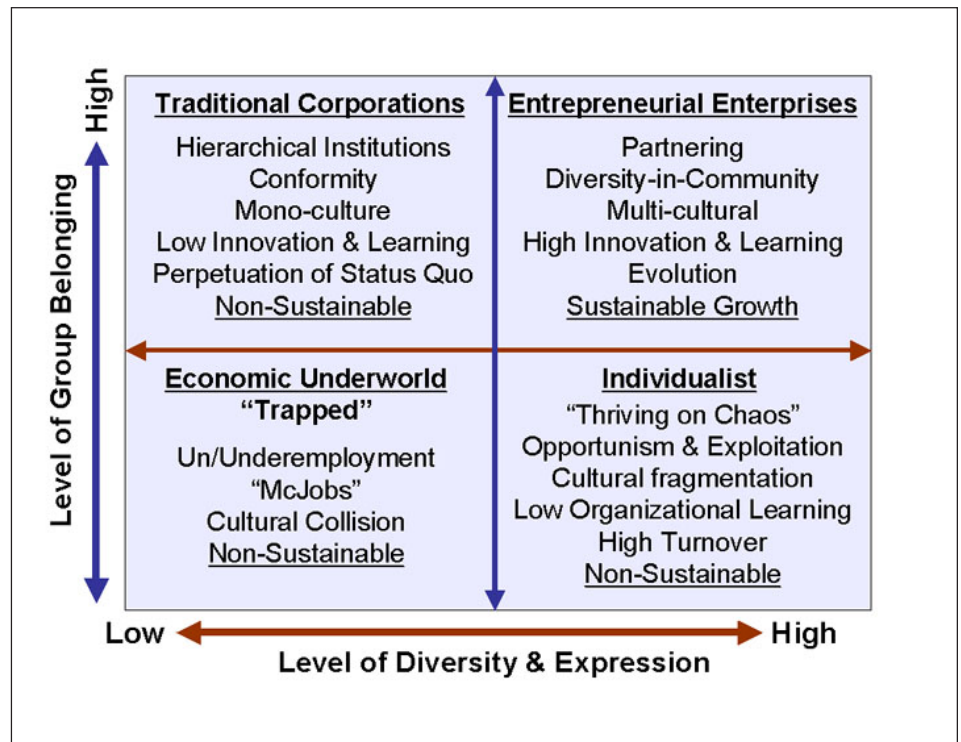 High
Level of Group Belonging
Traditional Corporations
Hierarchical Institutions
Conformity
Mono-culture
Low Innovation & Learning
Perpetuation of Status Quo
Non-Sustainable
Entrepreneurial Enterprises
Partnering
Diversity-in-Community
Multi-cultural
High Innovation & Learning
Evolution
Sustainable Growth
Economic Underworld
“Trapped”
Un/Underemployment
“McJobs”
Cultural Collision
Non-Sustainable
Individualist
“Thriving on Chaos”
Opportunism & Exploitation
Cultural fragmentation
Low Organizational Learning
High Turnover
Non-Sustainable
Low
High
Level of Diversity & Expression